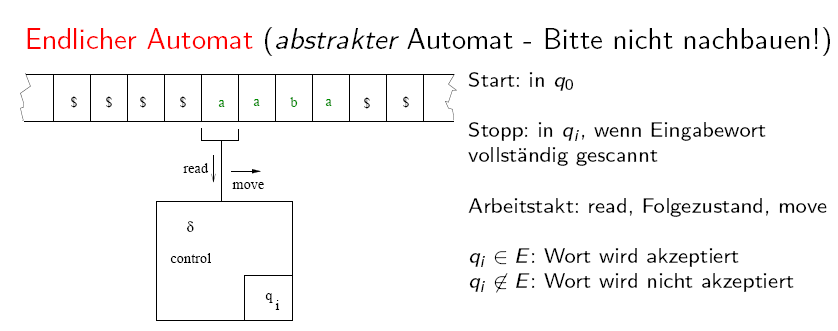 Endlicher Automat (abstrakter Automat - Bitte nicht nachbauen!)
$ $ $ $ a a b a $ $
read
move
δ
control
q i
Start: in q0
Stopp: in qi, wenn Eingabewort
vollständig gescannt
Arbeitstakt: read, Folgezustand, move
qi ∈ E: Wort wird akzeptiert
qi ∉ E: Wort wird nicht akzeptiert